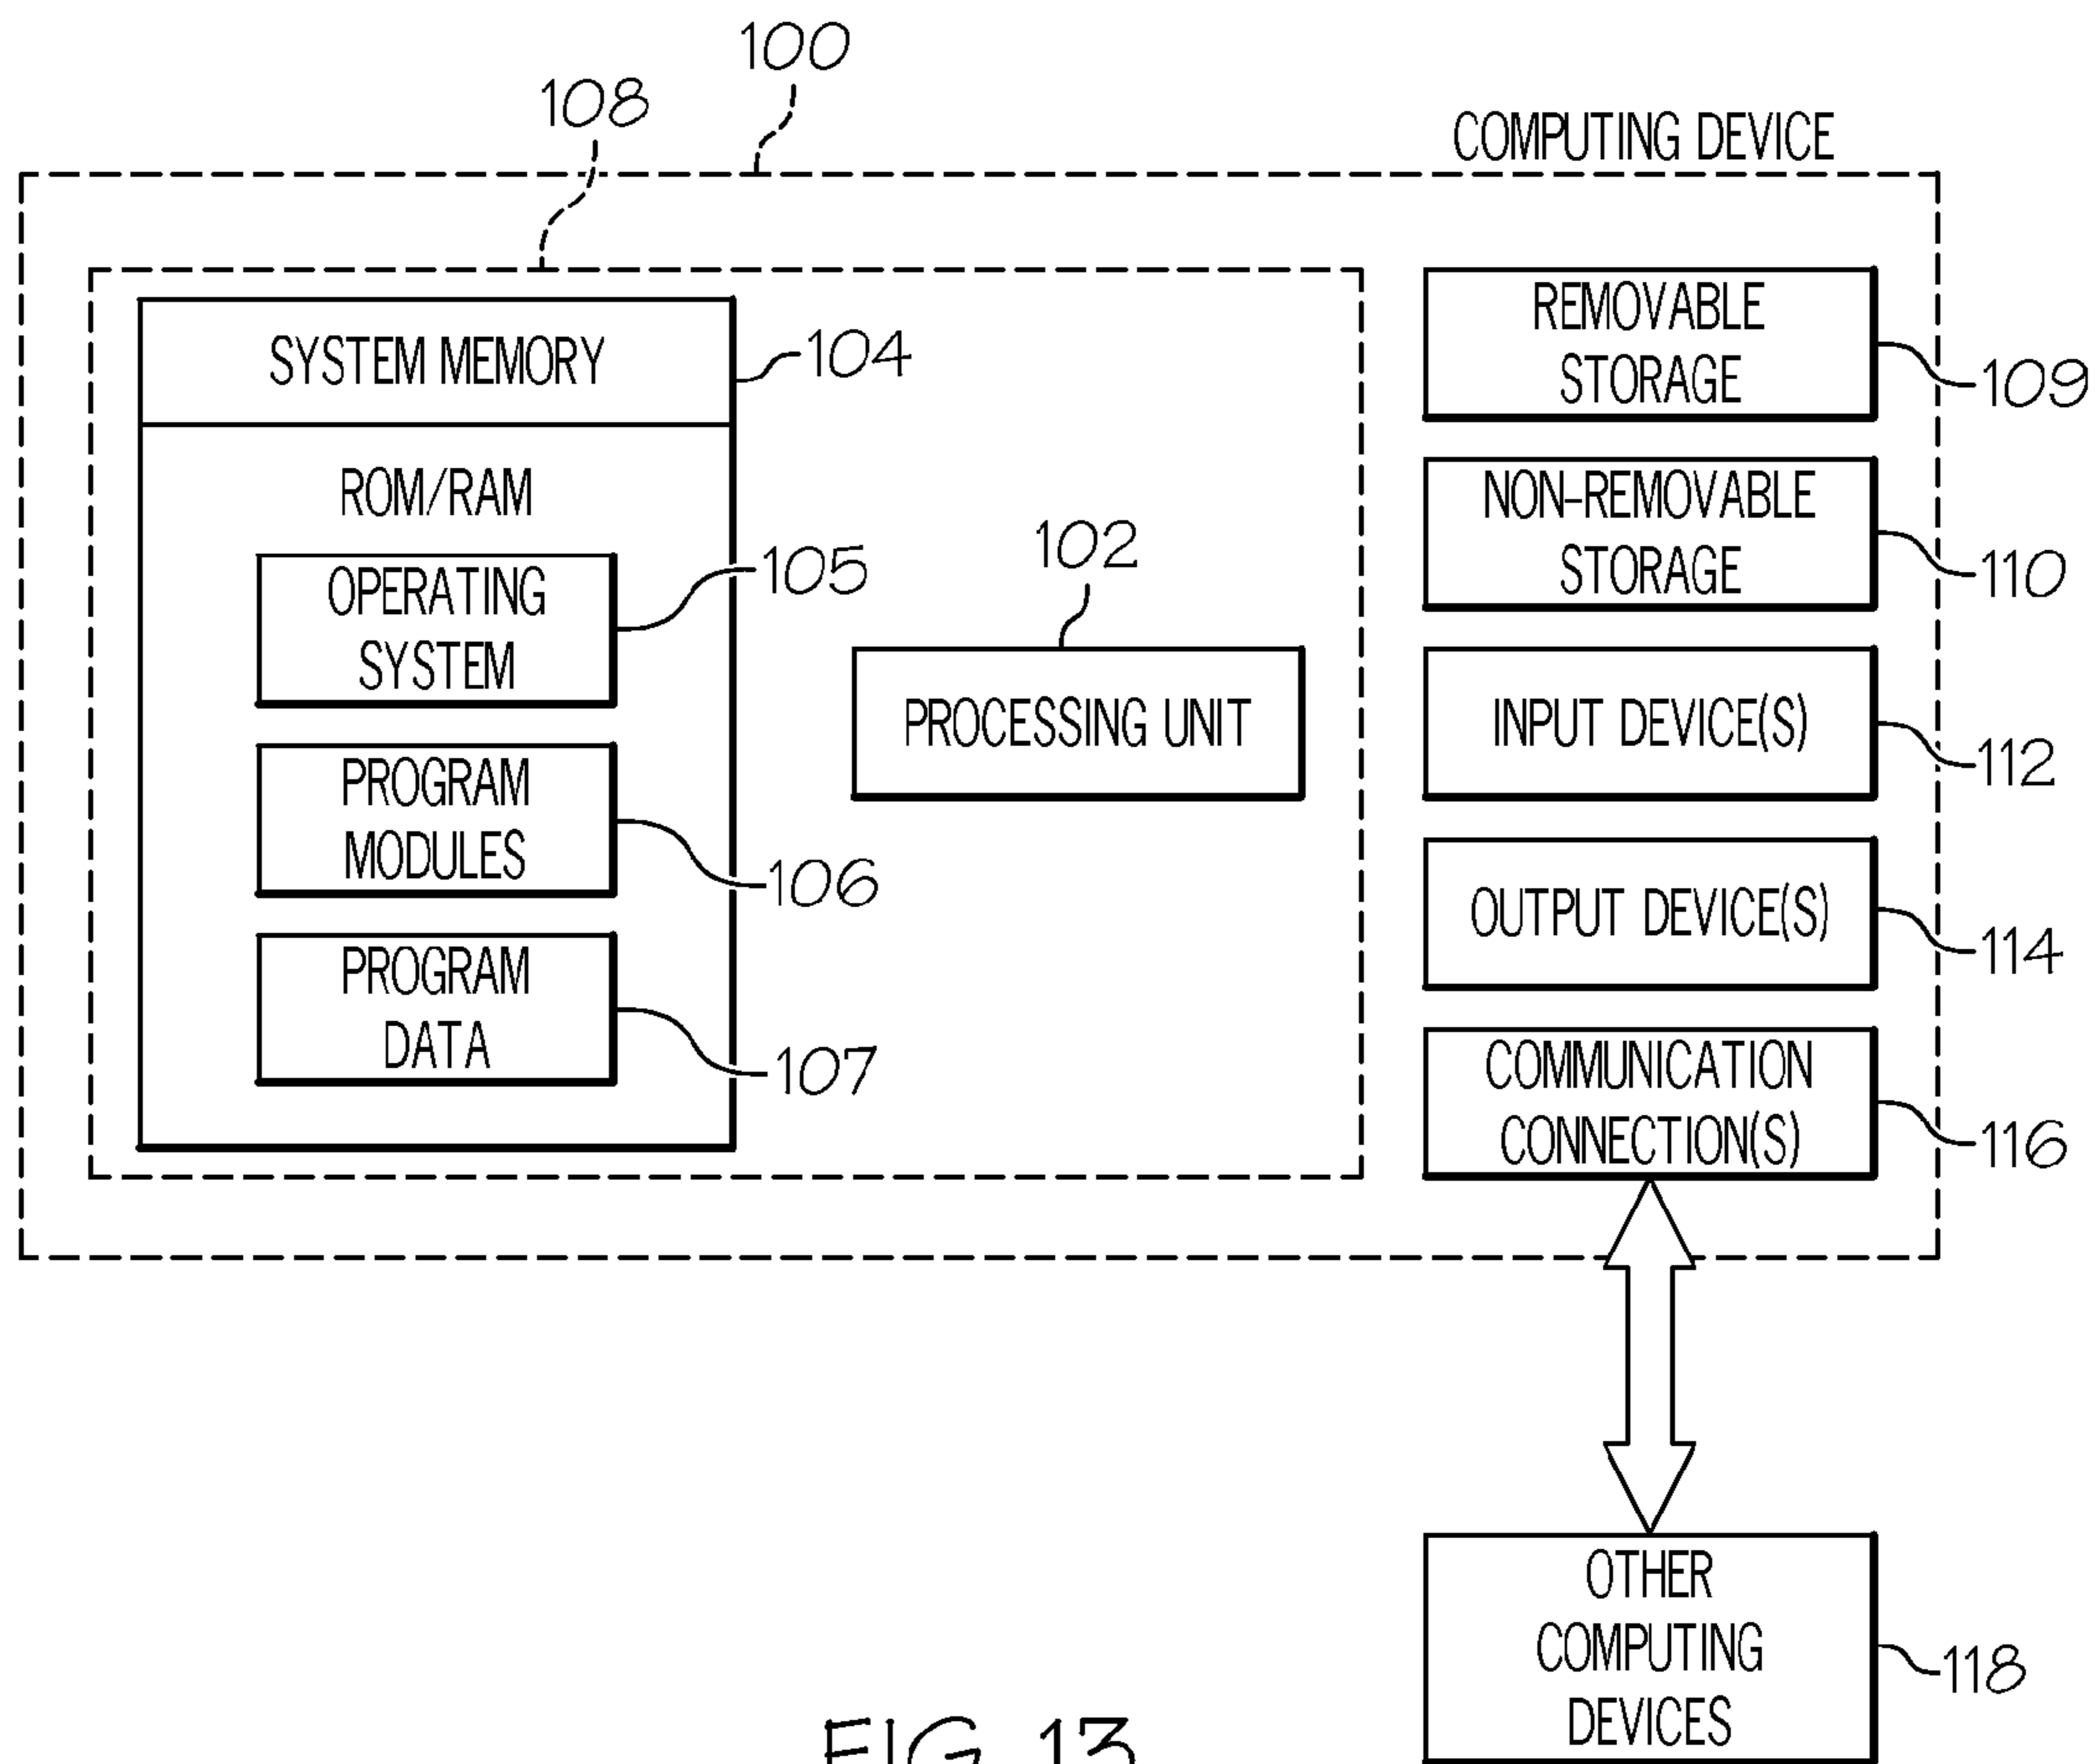 100
108
COMPUTING DEVICE
SYSTEM MEMORY
104
ROM/RAM
OPERATING
SYSTEM
105
PROGRAM
MODULES
106
PROGRAM
DATA
107
102
PROCESSING UNIT
REMOVABLE
STORAGE
109
NON-REMOVABLE
STORAGE
110
INPUT DEVICE(S)
112
OUTPUT DEVICE(S)
114
COMMUNICATION
CONNECTION(S)
116
OTHER
COMPUTING
DEVICES
118
FIG 13